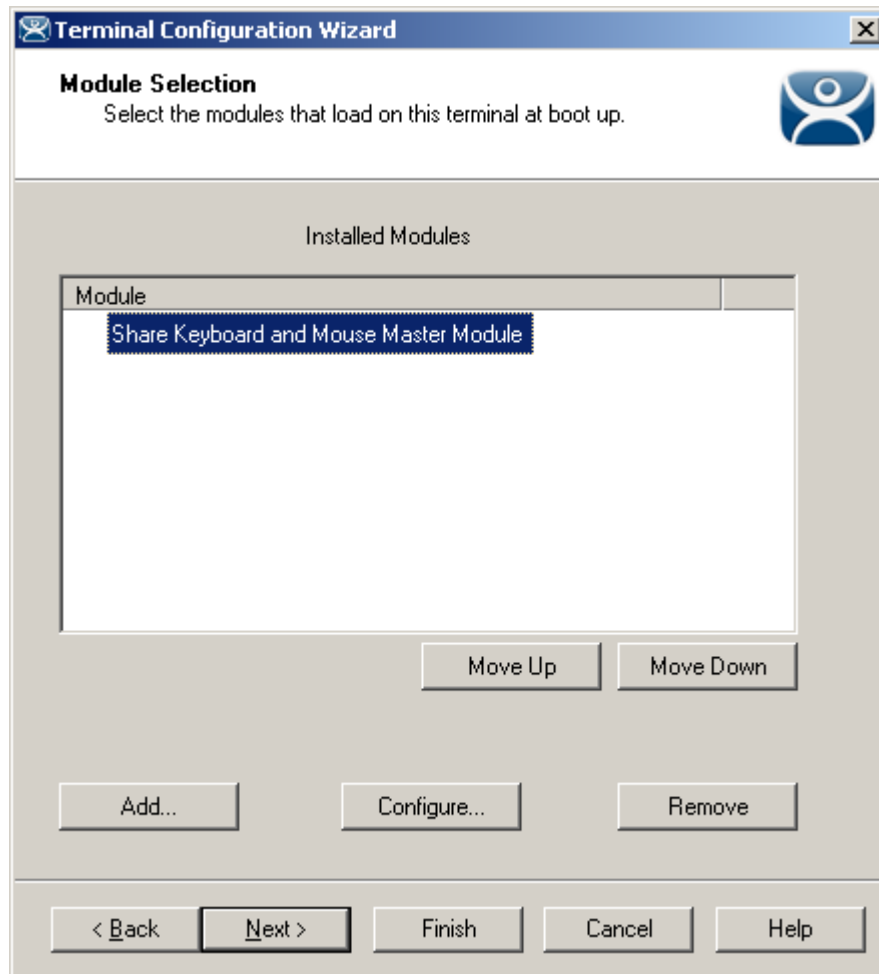 Terminal Configuration Wizard
Module Selection
Select the modules that load on this terminal at boot up.
Installed Modules
Module
Share Keyboard and Mouse Master Module
Move Up Move Down
Add... Configure... Remove
< Back Next > Finish Cancel Help